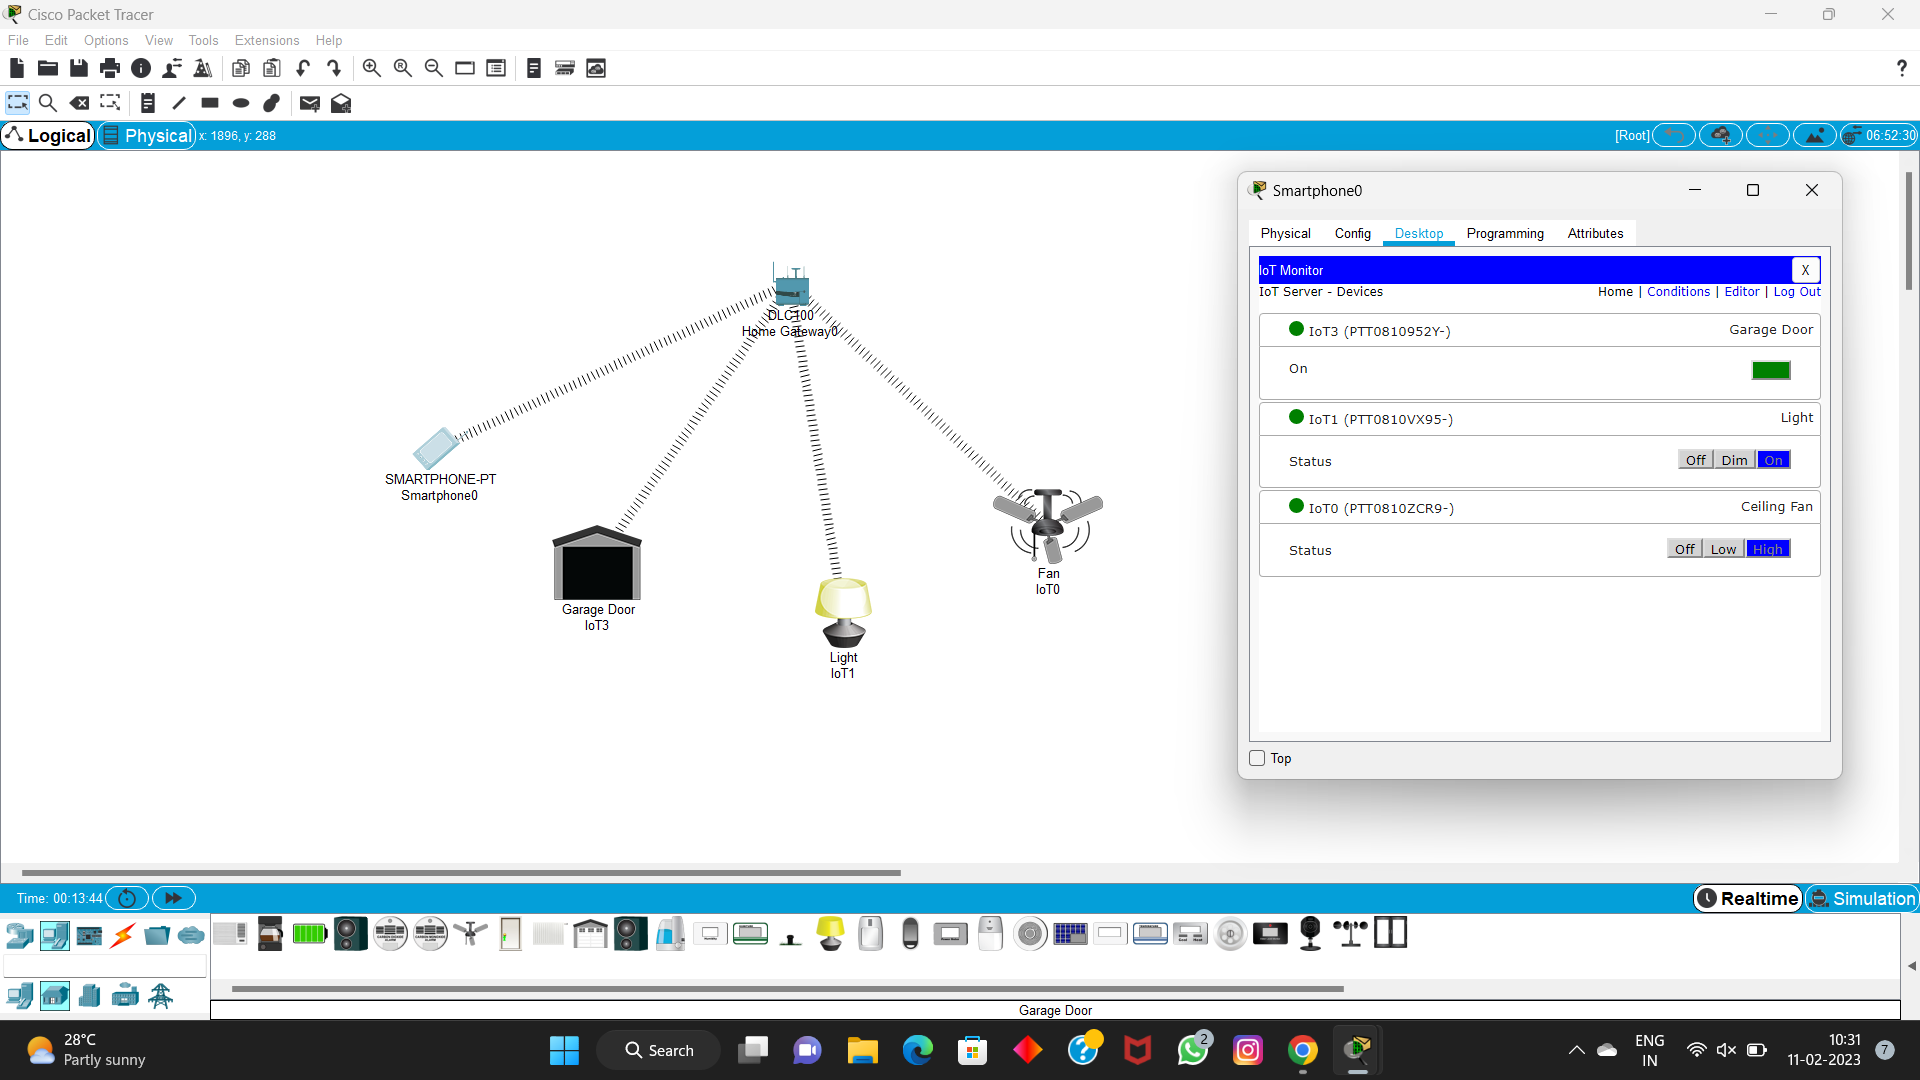 Cisco Packet Tracer
File Edit Options View Tools Extensions Help
?
Logical Physical x: 1896, y: 288 [Root] 06:52:30
DLC100
Home Gateway0
SMARTPHONE-PT
Smartphone0
Garage Door
IoT3
Light
IoT1
Fan
IoT0
Smartphone0
Physical Config Desktop Programming Attributes
IoT Monitor X
IoT Server - Devices Home | Conditions | Editor | Log Out
IoT3 (PTT0810952Y-) Garage Door
On
IoT1 (PTT0810VX95-) Light
Status Off Dim On
IoT0 (PTT0810ZCR9-) Ceiling Fan
Status Off Low High
Top
Time: 00:13:44 Realtime Simulation
Garage Door
28°C
Partly sunny
Search
2
ENG
IN
10:31
11-02-2023
7